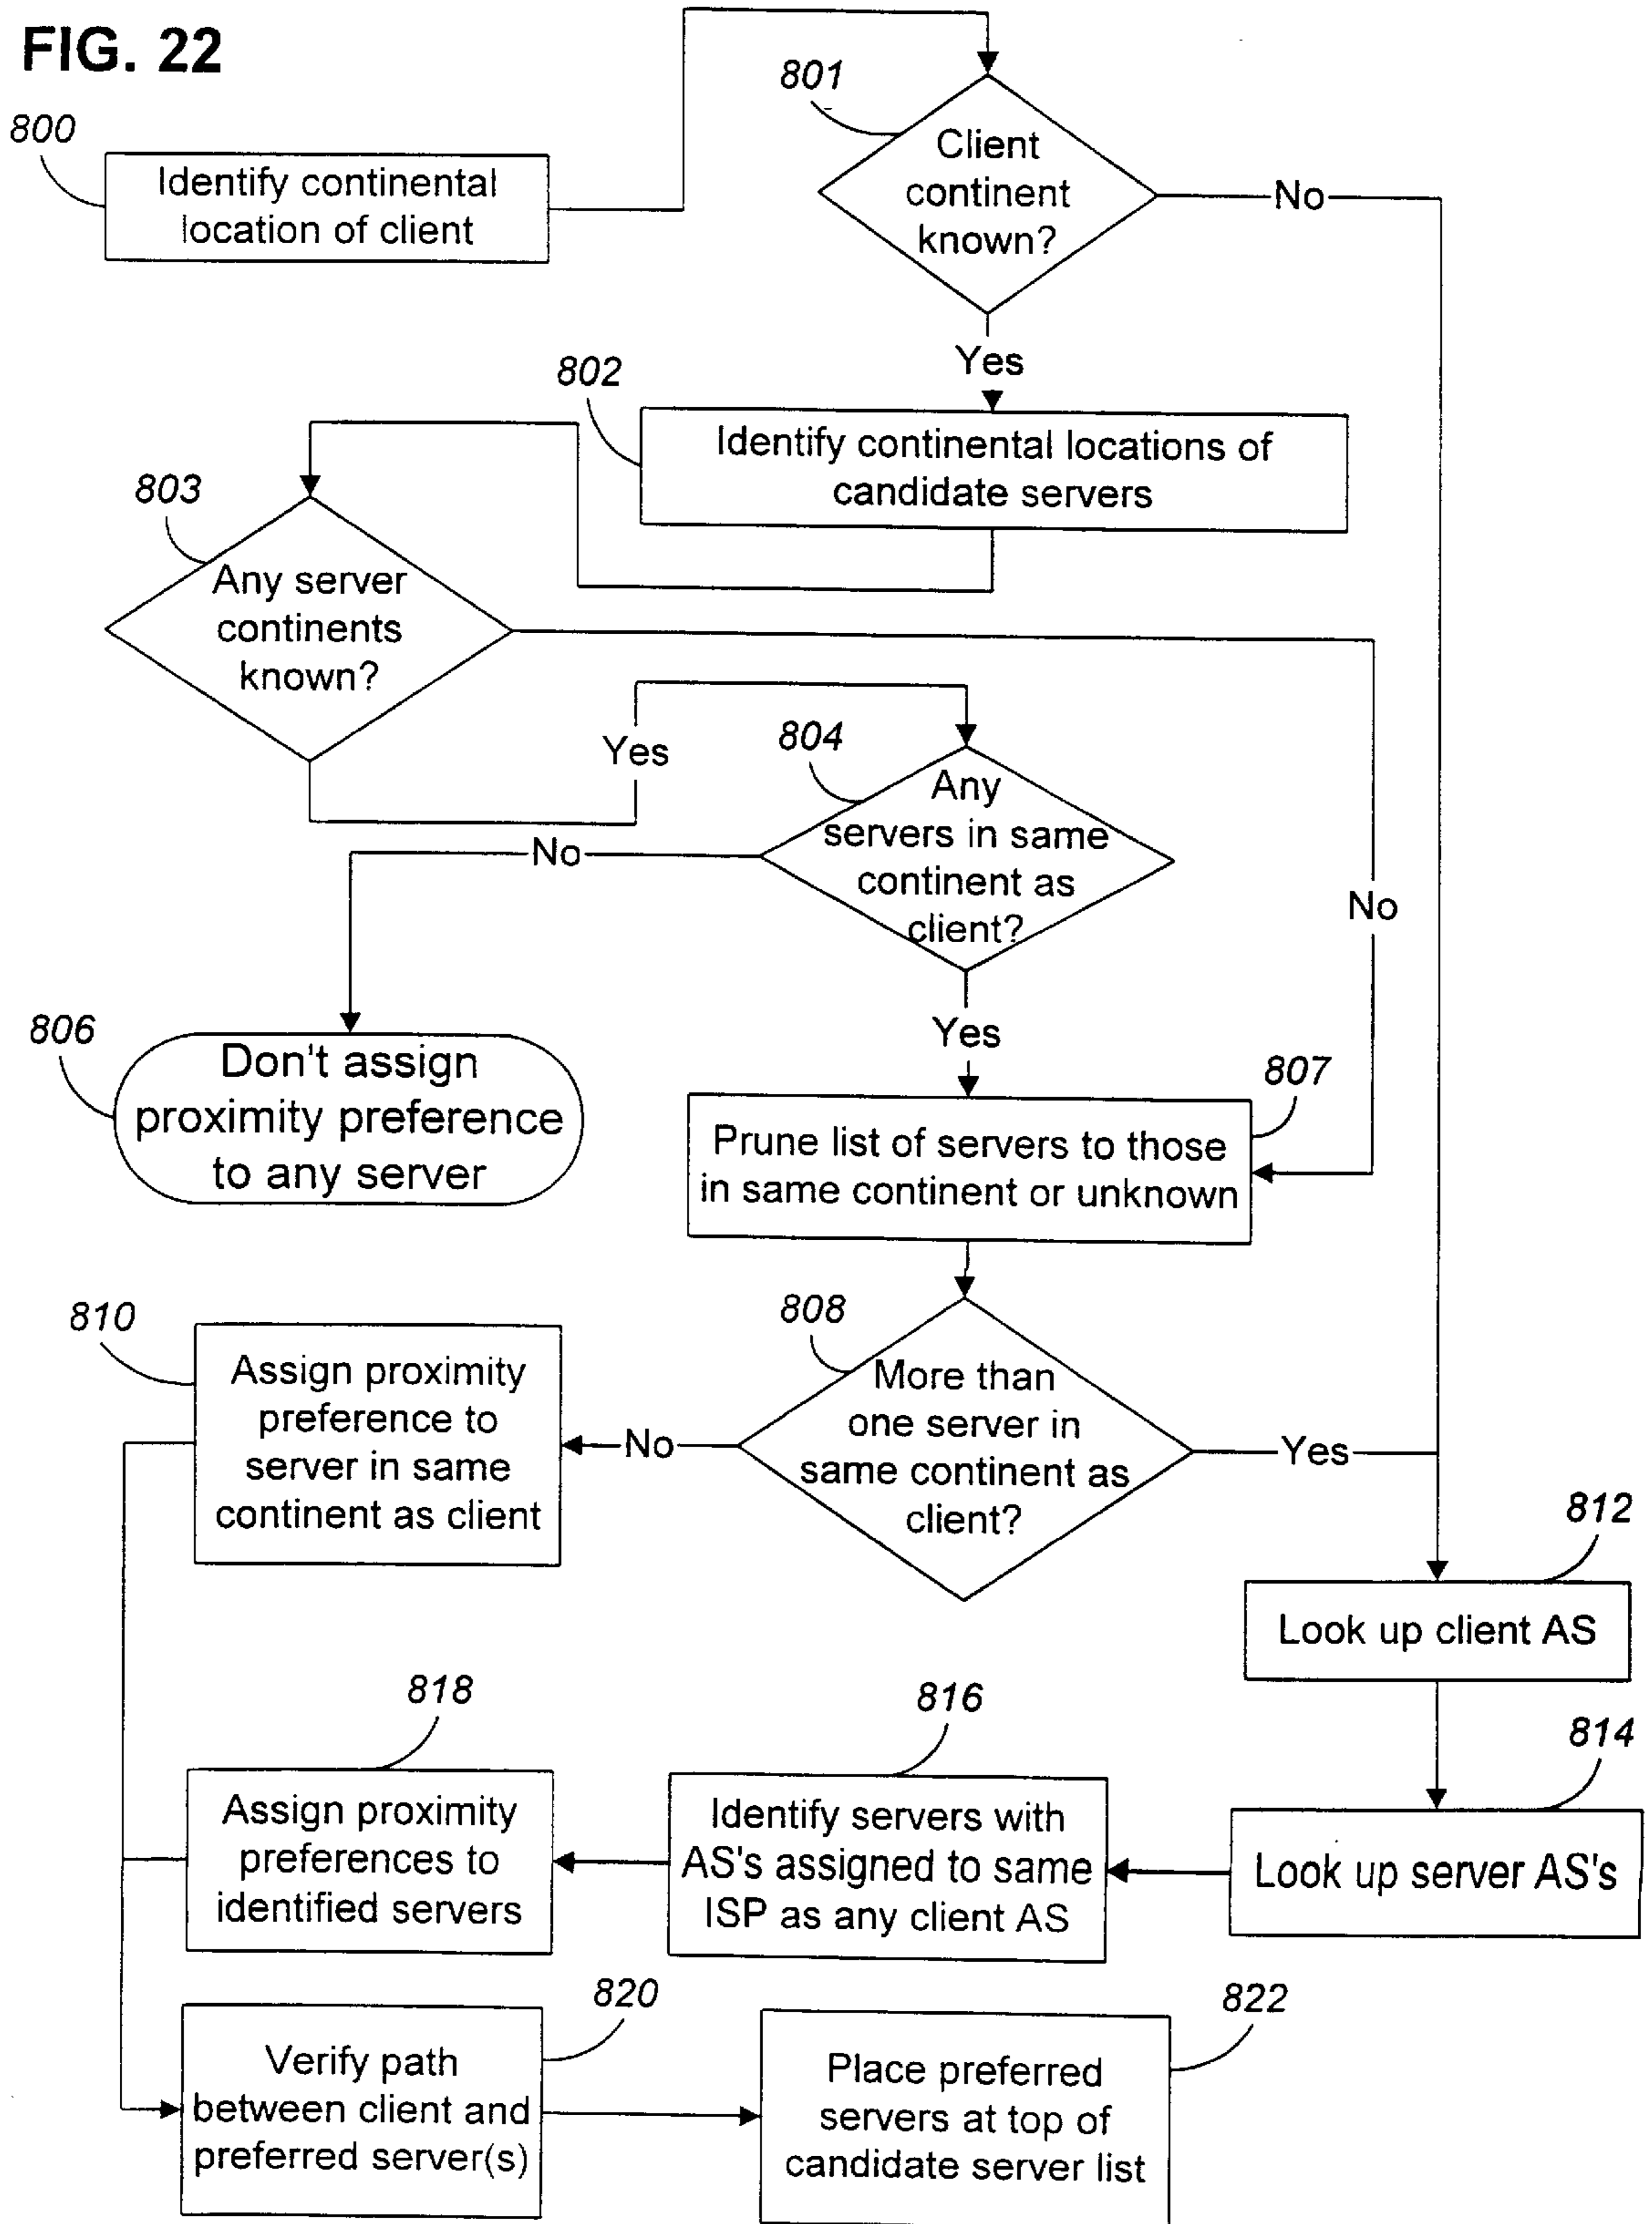 FIG. 22
801
800
Identify continental
location of client
Client
continent
known?
No
Yes
802
Identify continental locations of
candidate servers
803
Any server
continents
known?
Yes
804
Any
servers in same
continent as
client?
No
No
Yes
806
Don't assign
proximity preference
to any server
807
Prune list of servers to those
in same continent or unknown
808
More than
one server in
same continent as
client?
810
Assign proximity
preference to
server in same
continent as client
No
Yes
812
Look up client AS
814
Look up server AS's
816
Identify servers with
AS's assigned to same
ISP as any client AS
818
Assign proximity
preferences to
identified servers
820
Verify path
between client and
preferred server(s)
822
Place preferred
servers at top of
candidate server list